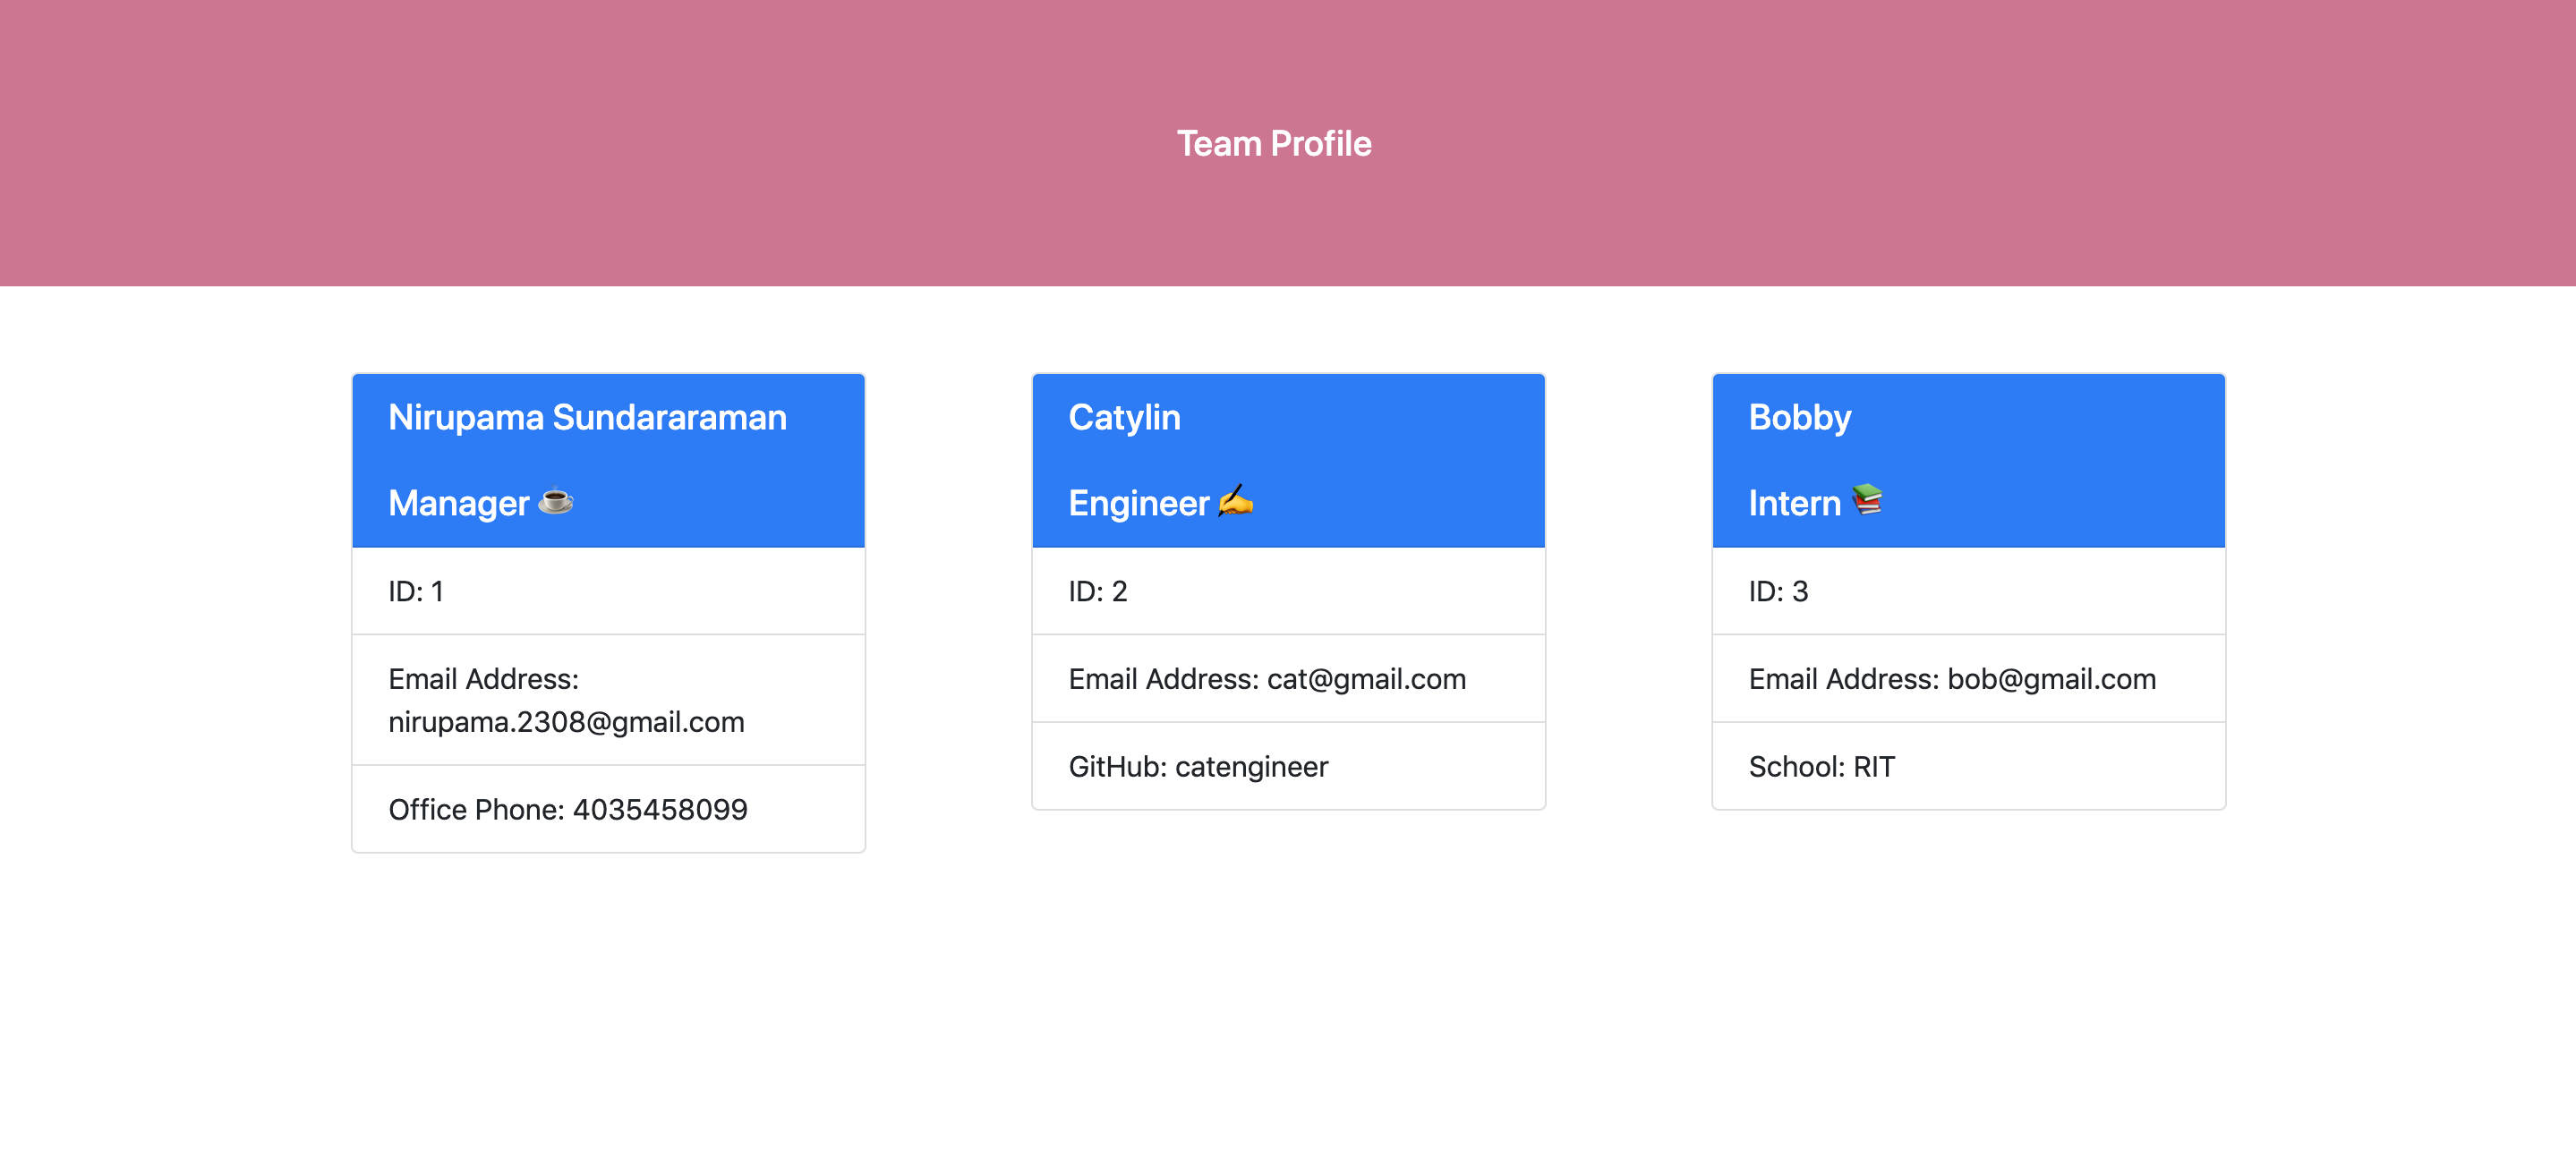 Team Profile
Nirupama Sundararaman
Manager ☕
ID: 1
Email Address:
nirupama.2308@gmail.com
Office Phone: 4035458099
Catylin
Engineer ✍️
ID: 2
Email Address: cat@gmail.com
GitHub: catengineer
Bobby
Intern 📚
ID: 3
Email Address: bob@gmail.com
School: RIT